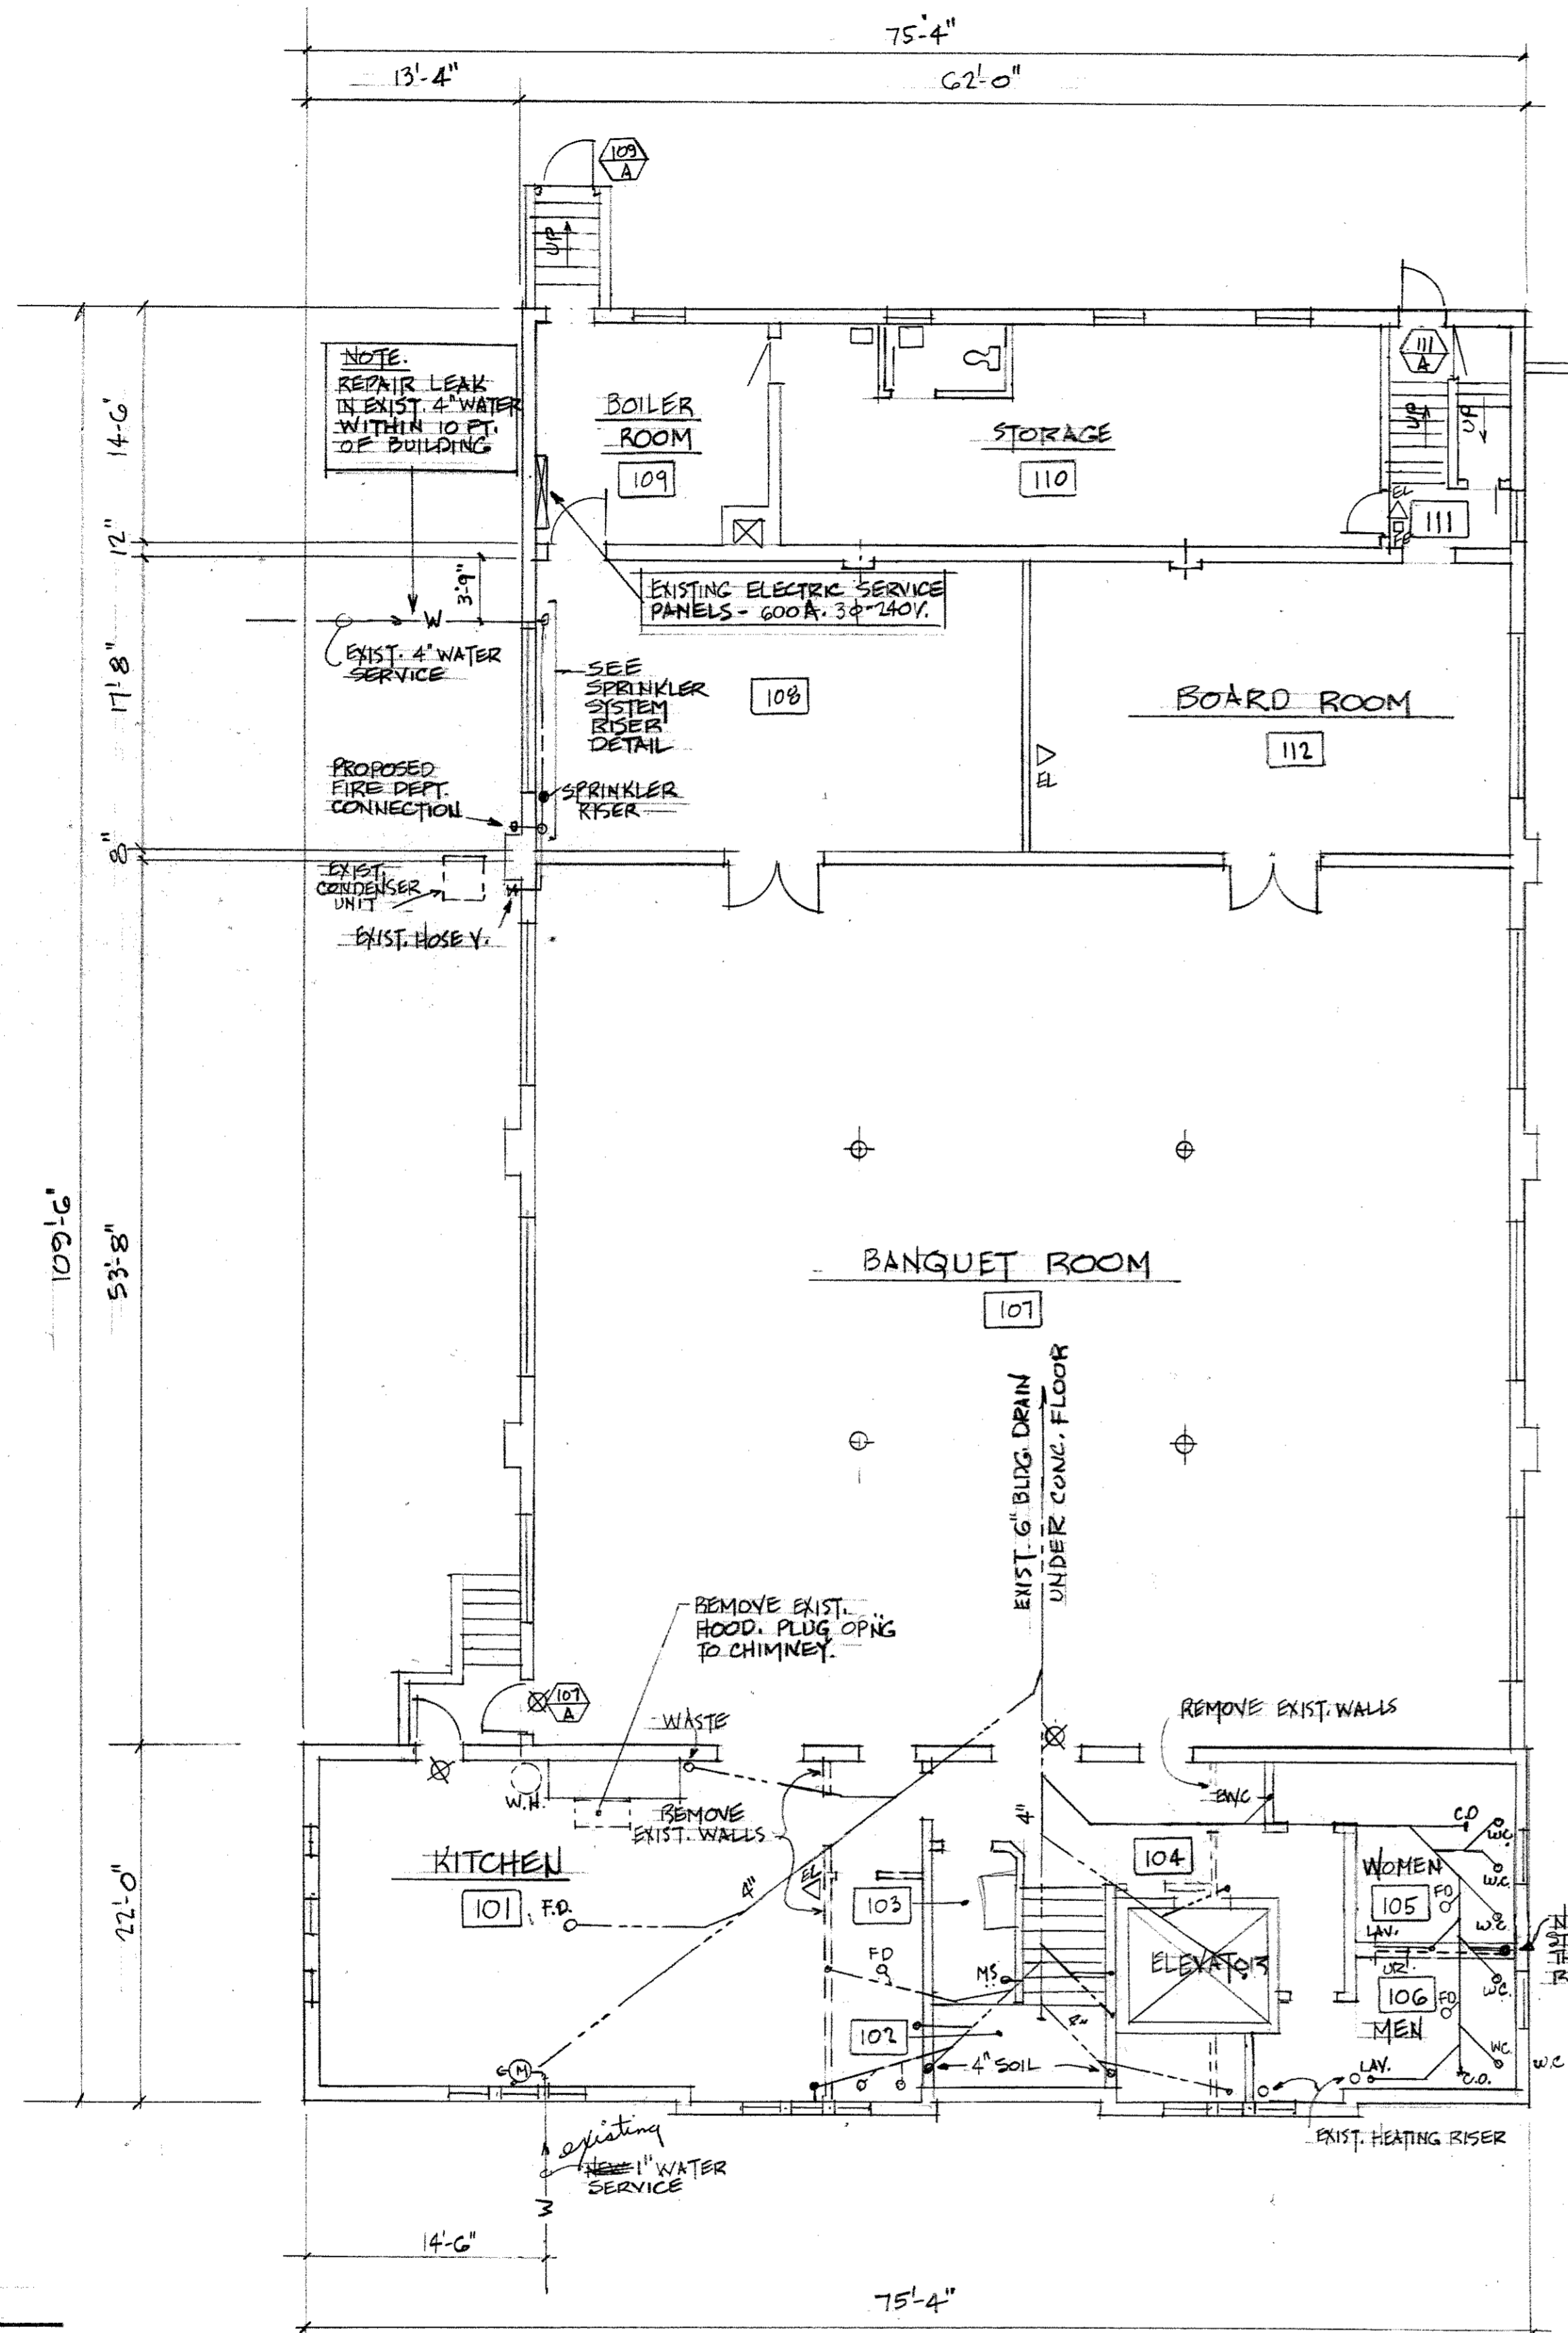 75'-4"
13'-4"
62'-0"
109
A
UP
NOTE.
REPAIR LEAK
IN EXIST. 4" WATER
WITHIN 10 FT.
OF BUILDING
BOILER
ROOM
109
STORAGE
110
111
A
UP
UP
EL
111
14'-6'
12"
3'-9"
EXISTING ELECTRIC SERVICE
PANELS - 600A. 3ϕ-240V.
W
EXIST. 4" WATER
SERVICE
17'-8"
SEE
SPRINKLER
SYSTEM
RISER
DETAIL
108
BOARD ROOM
112
EL
PROPOSED
FIRE DEPT.
CONNECTION
SPRINKLER
RISER
8"
EXIST.
CONDENSER
UNIT
EXIST. HOSE V.
109'-6"
53'-8"
BANQUET ROOM
107
EXIST. 6" BLDG. DRAIN
UNDER CONC. FLOOR
REMOVE EXIST.
HOOD. PLUG OPNG
TO CHIMNEY.
107
A
WASTE
REMOVE EXIST. WALLS
W.H.
REMOVE
EXIST. WALLS
EWC
4"
C.O
W.C.
KITCHEN
101
F.D.
4"
EL
103
104
WOMEN
105
FD
W.C.
W.C.
LAV.
FD
M.S.
ELEVATOR
UR.
106
FD
W.C.
MEN
22'-0"
102
4"
4" SOIL
M
LAV.
C.O.
WC.
W.C
EXIST. HEATING RISER
existing
NEW 1" WATER
SERVICE
W
14'-6"
75'-4"